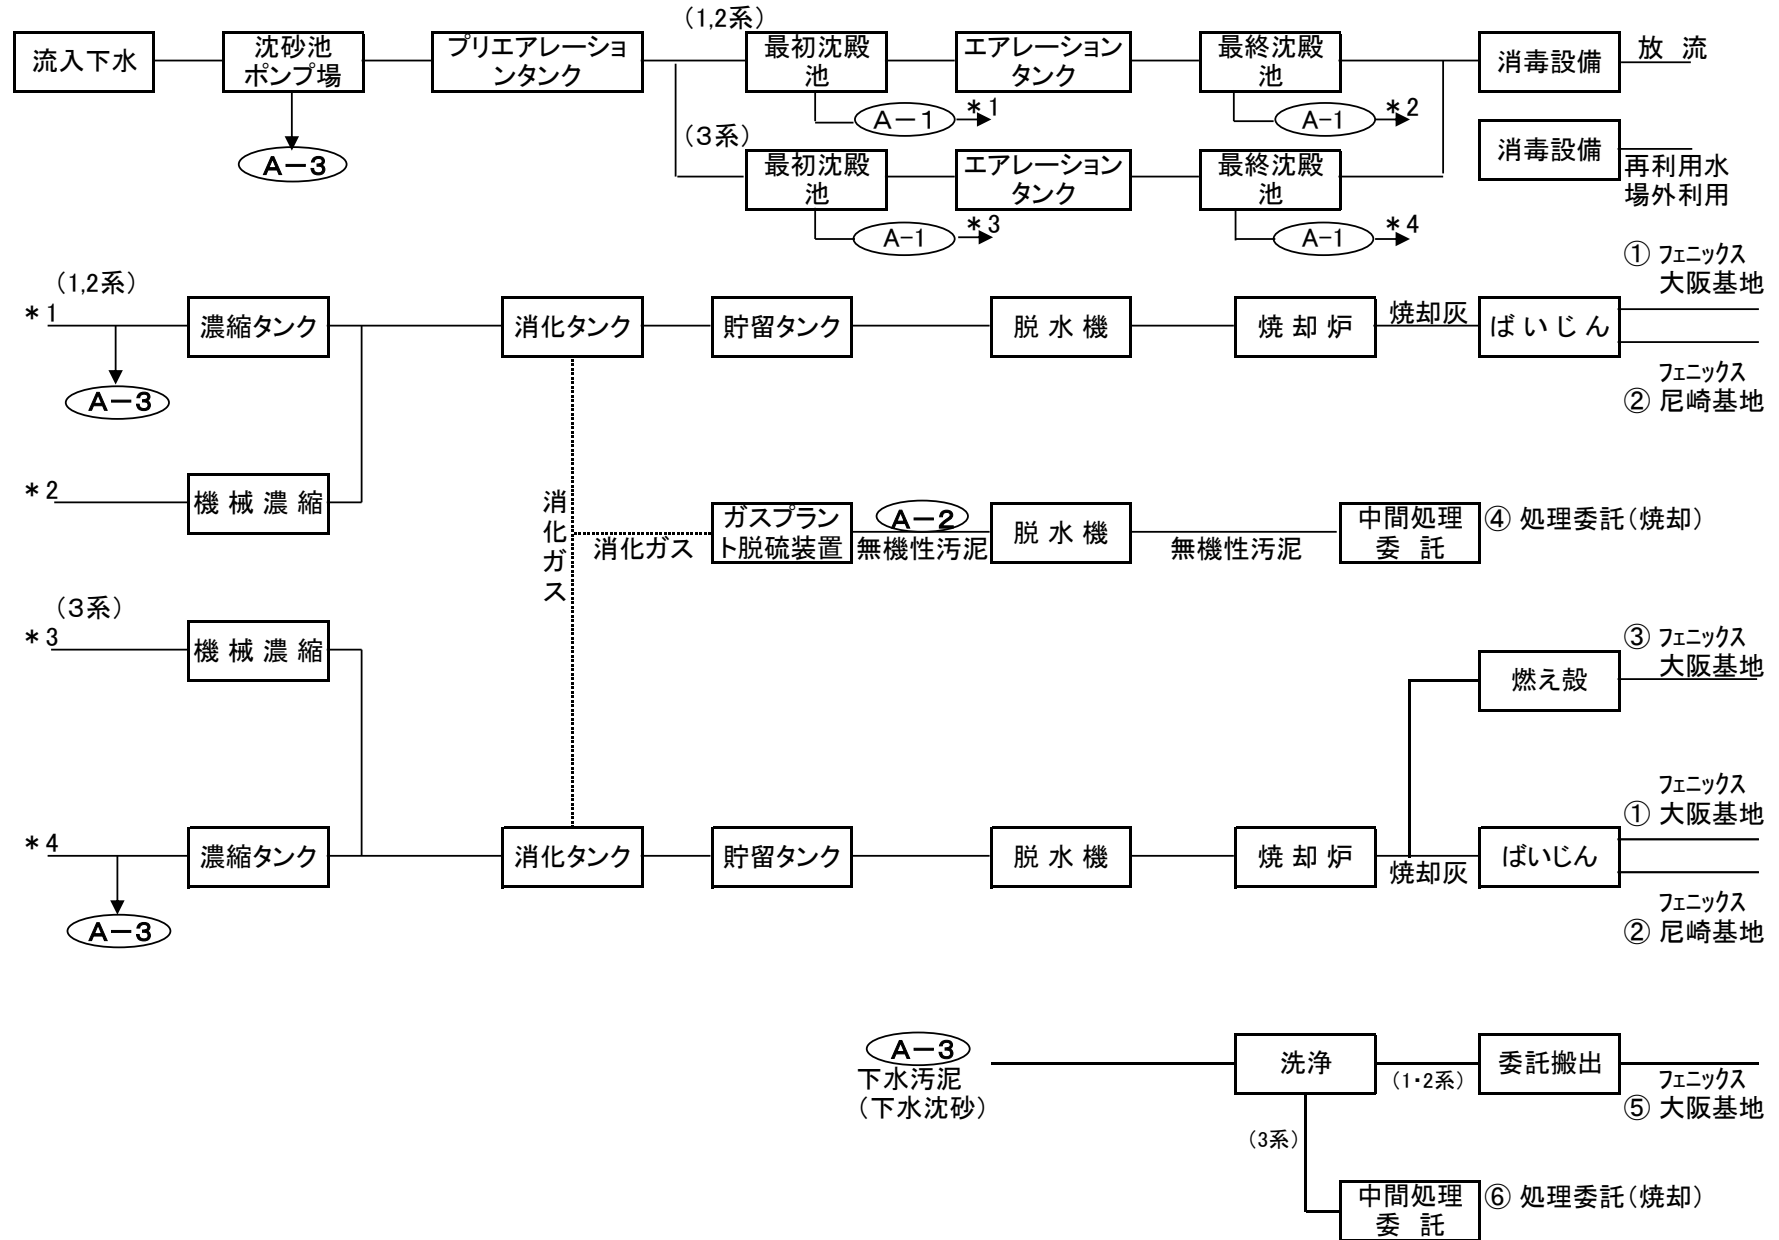 (1,2系)
流入下水
沈砂池
ポンプ場
プリエアレーショ
ンタンク
最初沈殿
池
エアレーション
タンク
最終沈殿
池
消毒設備
放 流
A－1
*1
A-1
*2
A－3
(3系)
最初沈殿
池
エアレーション
タンク
最終沈殿
池
消毒設備
再利用水
場外利用
A-1
*3
A-1
*4
(1,2系)
*1
濃縮タンク
消化タンク
貯留タンク
脱 水 機
焼 却 炉
焼却灰
ば い じ ん
① フェニックス
大阪基地
フェニックス
② 尼崎基地
A－3
*2
機 械 濃 縮
消化ガス
消化ガス
ガスプラン
ト脱硫装置
A－2
無機性汚泥
脱 水 機
無機性汚泥
中間処理
委 託
④ 処理委託(焼却)
(3系)
*3
機 械 濃 縮
燃え殻
③ フェニックス
大阪基地
*4
濃縮タンク
消化タンク
貯留タンク
脱 水 機
焼 却 炉
焼却灰
ばいじん
フェニックス
① 大阪基地
フェニックス
② 尼崎基地
A－3
A－3
下水汚泥
(下水沈砂)
洗浄
(1・2系)
委託搬出
フェニックス
⑤ 大阪基地
(3系)
中間処理
委 託
⑥ 処理委託(焼却)